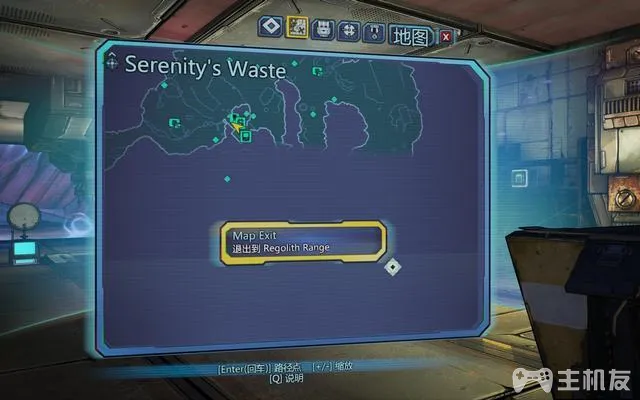 地图
Serenity's Waste
Map Exit
退出到 Regolith Range
[Enter(回车)] 路径点 [+/-] 缩放
[Q] 说明
主机友